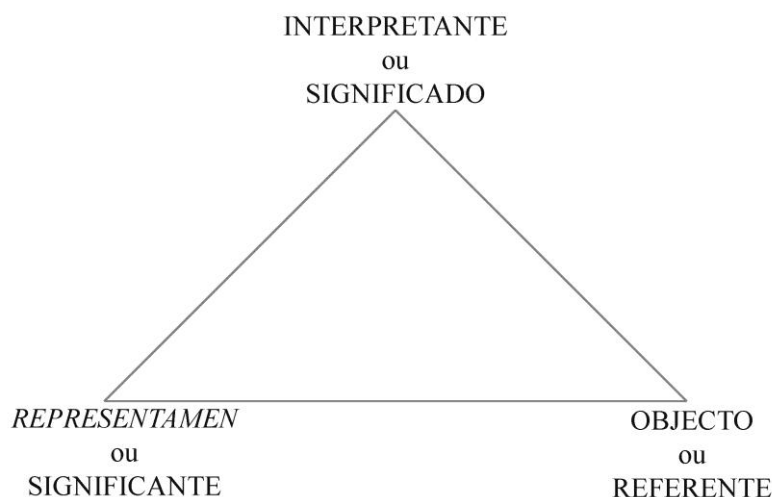 INTERPRETANTE
ou
SIGNIFICADO
REPRESENTAMEN
ou
SIGNIFICANTE
OBJECTO
ou
REFERENTE